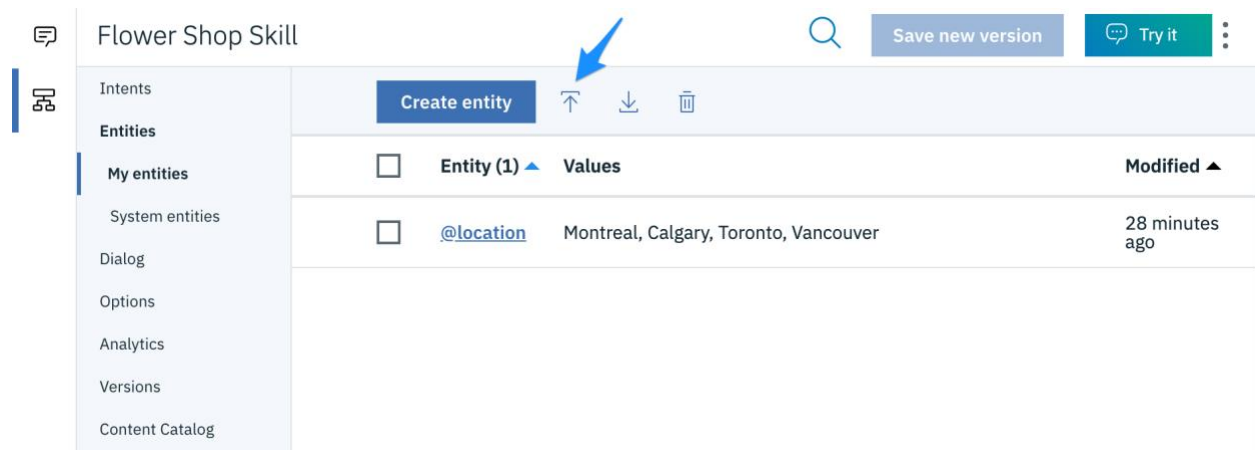 Flower Shop Skill
Save new version
Try it
Intents
Entities
My entities
System entities
Dialog
Options
Analytics
Versions
Content Catalog
Create entity
Entity (1) Values Modified
@location Montreal, Calgary, Toronto, Vancouver 28 minutes
ago